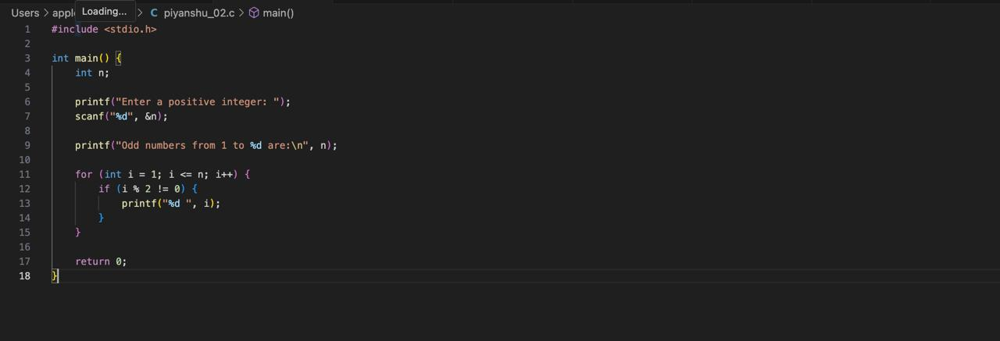 Users > appl Loading... > C piyanshu_02.c > main()
1 #include <stdio.h>
2
3 int main() {
4     int n;
5
6     printf("Enter a positive integer: ");
7     scanf("%d", &n);
8
9     printf("Odd numbers from 1 to %d are:\n", n);
10
11     for (int i = 1; i <= n; i++) {
12         if (i % 2 != 0) {
13             printf("%d ", i);
14         }
15     }
16
17     return 0;
18 }